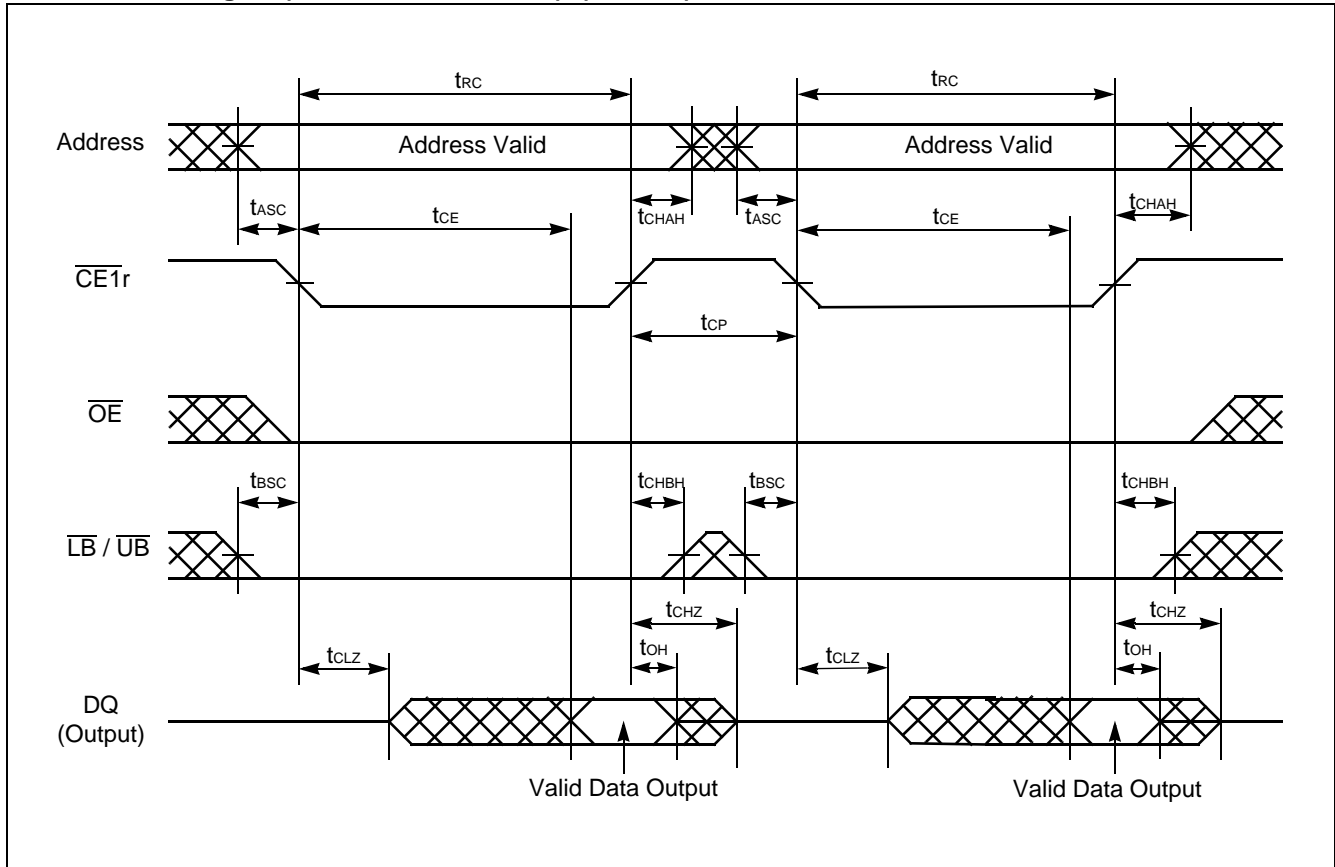 tRC tRC
Address Address Valid Address Valid
tASC tCE tCHAH tASC tCE tCHAH
CE1r
tCP
OE
tBSC tCHBH tBSC tCHBH
LB / UB
tCHZ tCHZ
tCLZ tOH tCLZ tOH
DQ
(Output)
Valid Data Output Valid Data Output